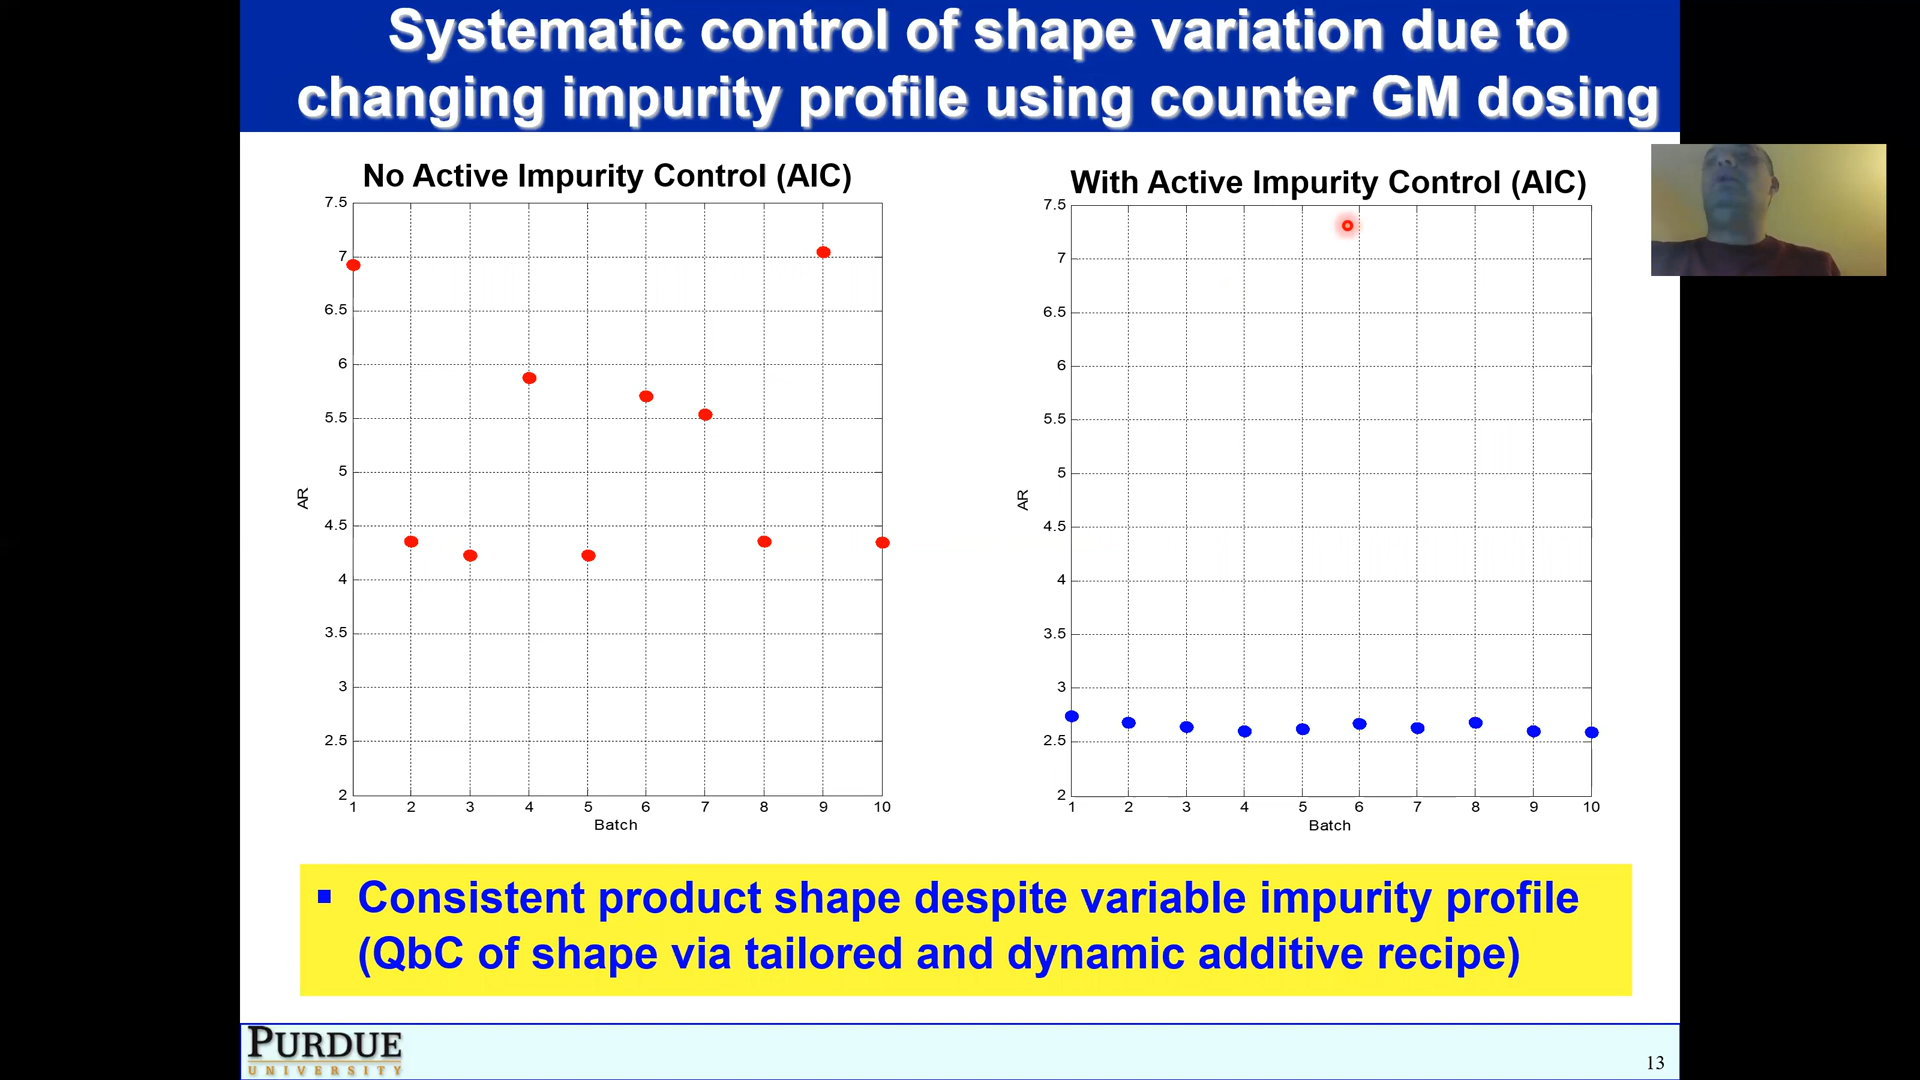 Systematic control of shape variation due to
changing impurity profile using counter GM dosing
No Active Impurity Control (AIC)
7.5
7
6.5
6
5.5
5
4.5
4
3.5
3
2.5
2
AR
1 2 3 4 5 6 7 8 9 10
Batch
With Active Impurity Control (AIC)
7.5
7
6.5
6
5.5
5
4.5
4
3.5
3
2.5
2
AR
1 2 3 4 5 6 7 8 9 10
Batch
▪ Consistent product shape despite variable impurity profile
(QbC of shape via tailored and dynamic additive recipe)
PURDUE
UNIVERSITY
13